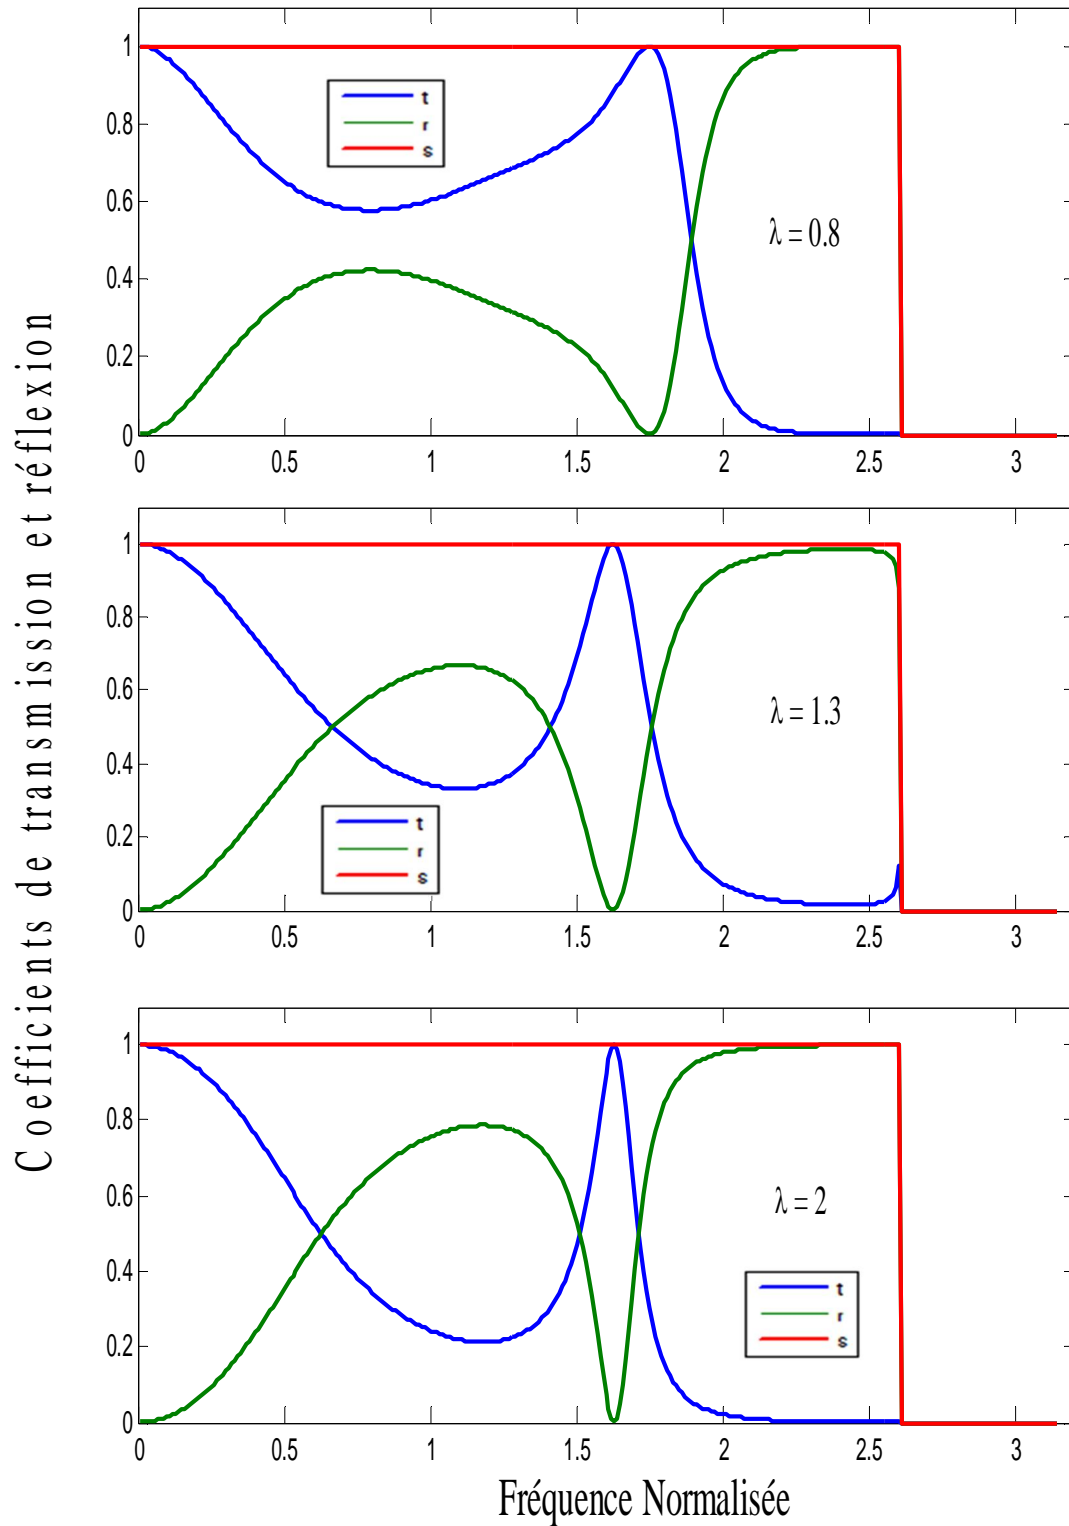 Coefficients de transmission et réflexion
1
0.8
0.6
0.4
0.2
0
t
r
s
λ = 0.8
0 0.5 1 1.5 2 2.5 3
1
0.8
0.6
0.4
0.2
0
λ = 1.3
t
r
s
0 0.5 1 1.5 2 2.5 3
1
0.8
0.6
0.4
0.2
0
λ = 2
t
r
s
0 0.5 1 1.5 2 2.5 3
Fréquence Normalisée